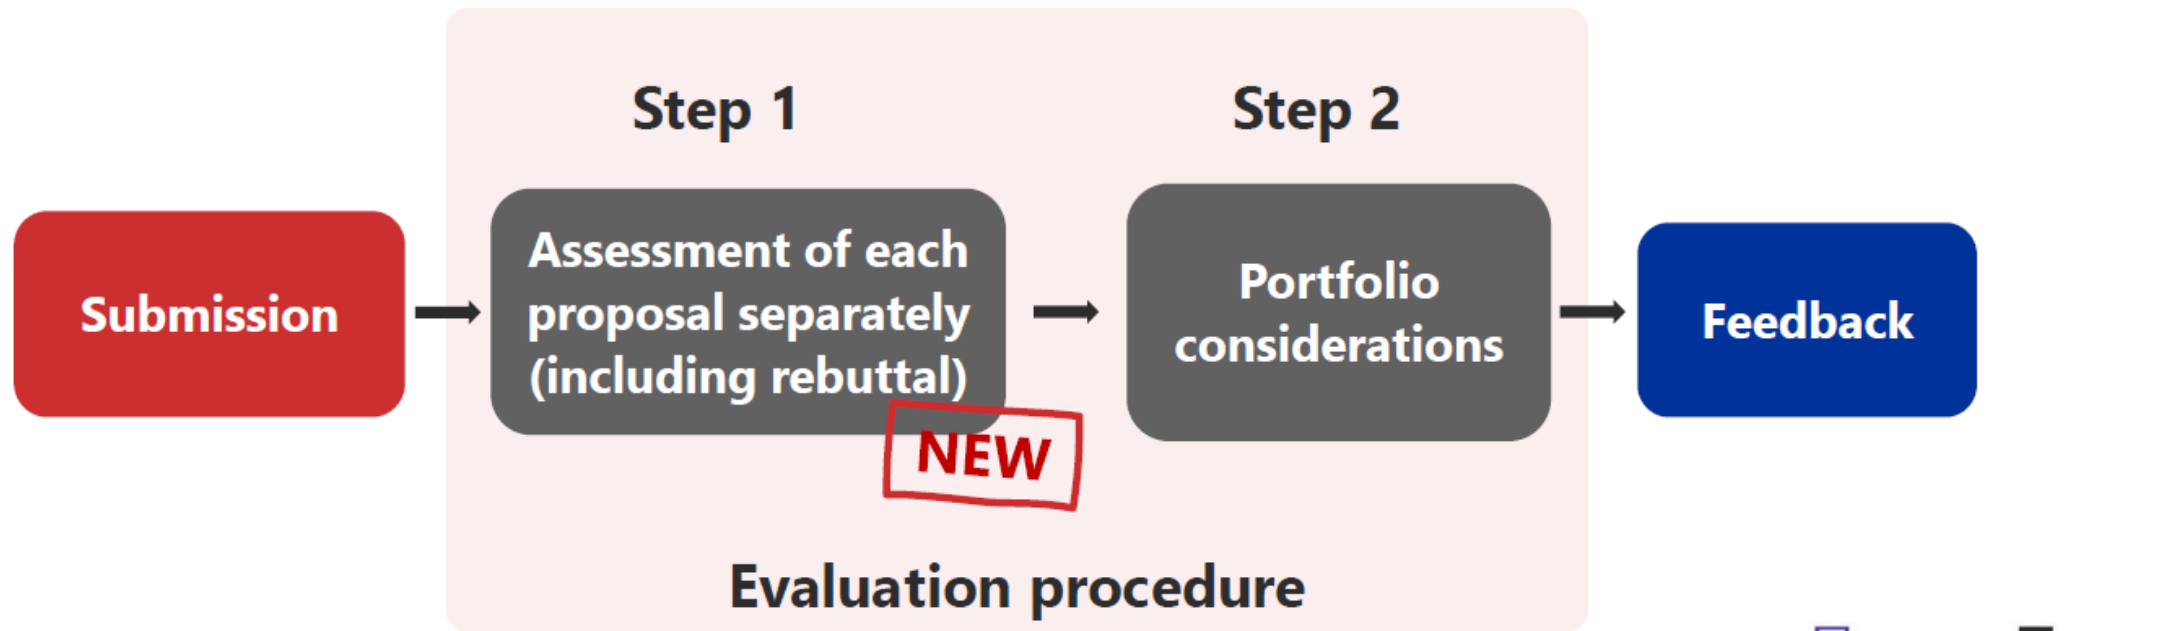 Step 1
Step 2
Submission
Assessment of each
proposal separately
(including rebuttal)
NEW
Portfolio
considerations
Feedback
Evaluation procedure